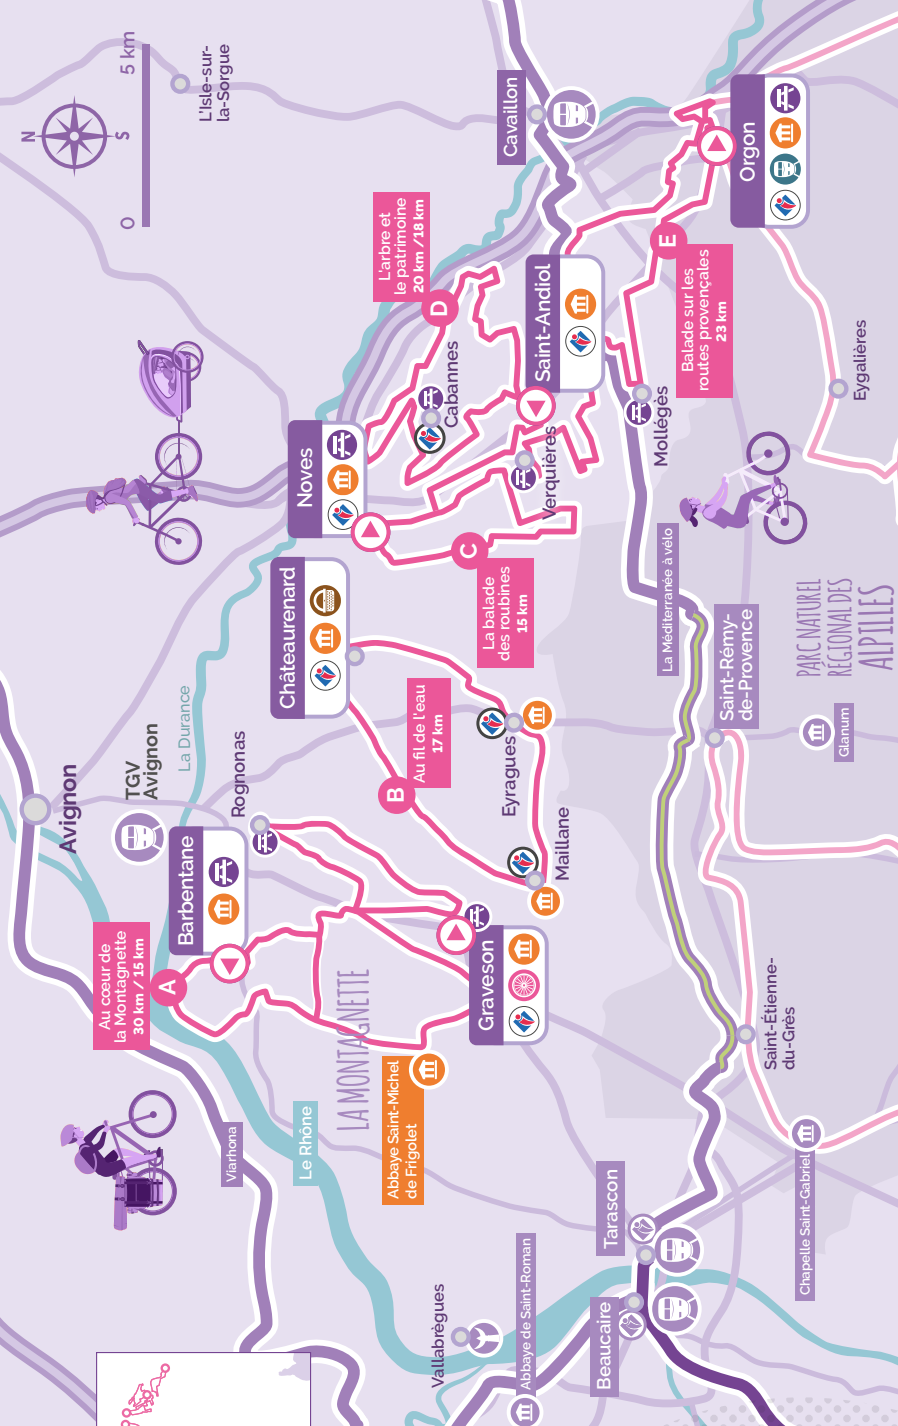 N
S
0
5 km
L'Isle-sur-
la-Sorgue
Cavaillon
Orgon
L'arbre et
le patrimoine
20 km /18 km
D
E
Balade sur les
routes provençales
23 km
Saint-Andiol
Cabannes
Mollégès
Eygalières
Verquières
Noves
C
La balade
des roubines
15 km
Châteaurenard
La Durance
B
Au fil de l'eau
17 km
Eyragues
Maillane
La Méditerranée à vélo
Saint-Rémy-
de-Provence
PARC NATUREL
RÉGIONAL DES
ALPILLES
Glanum
Avignon
TGV
Avignon
Rognonas
Barbentane
A
Au cœur de
la Montagnette
30 km / 15 km
Graveson
LA MONTAGNETTE
Abbaye Saint-Michel
de Frigolet
Saint-Étienne-
du-Grès
Viarhona
Le Rhône
Chapelle Saint-Gabriel
Tarascon
Beaucaire
Abbaye de Saint-Roman
Vallabrègues